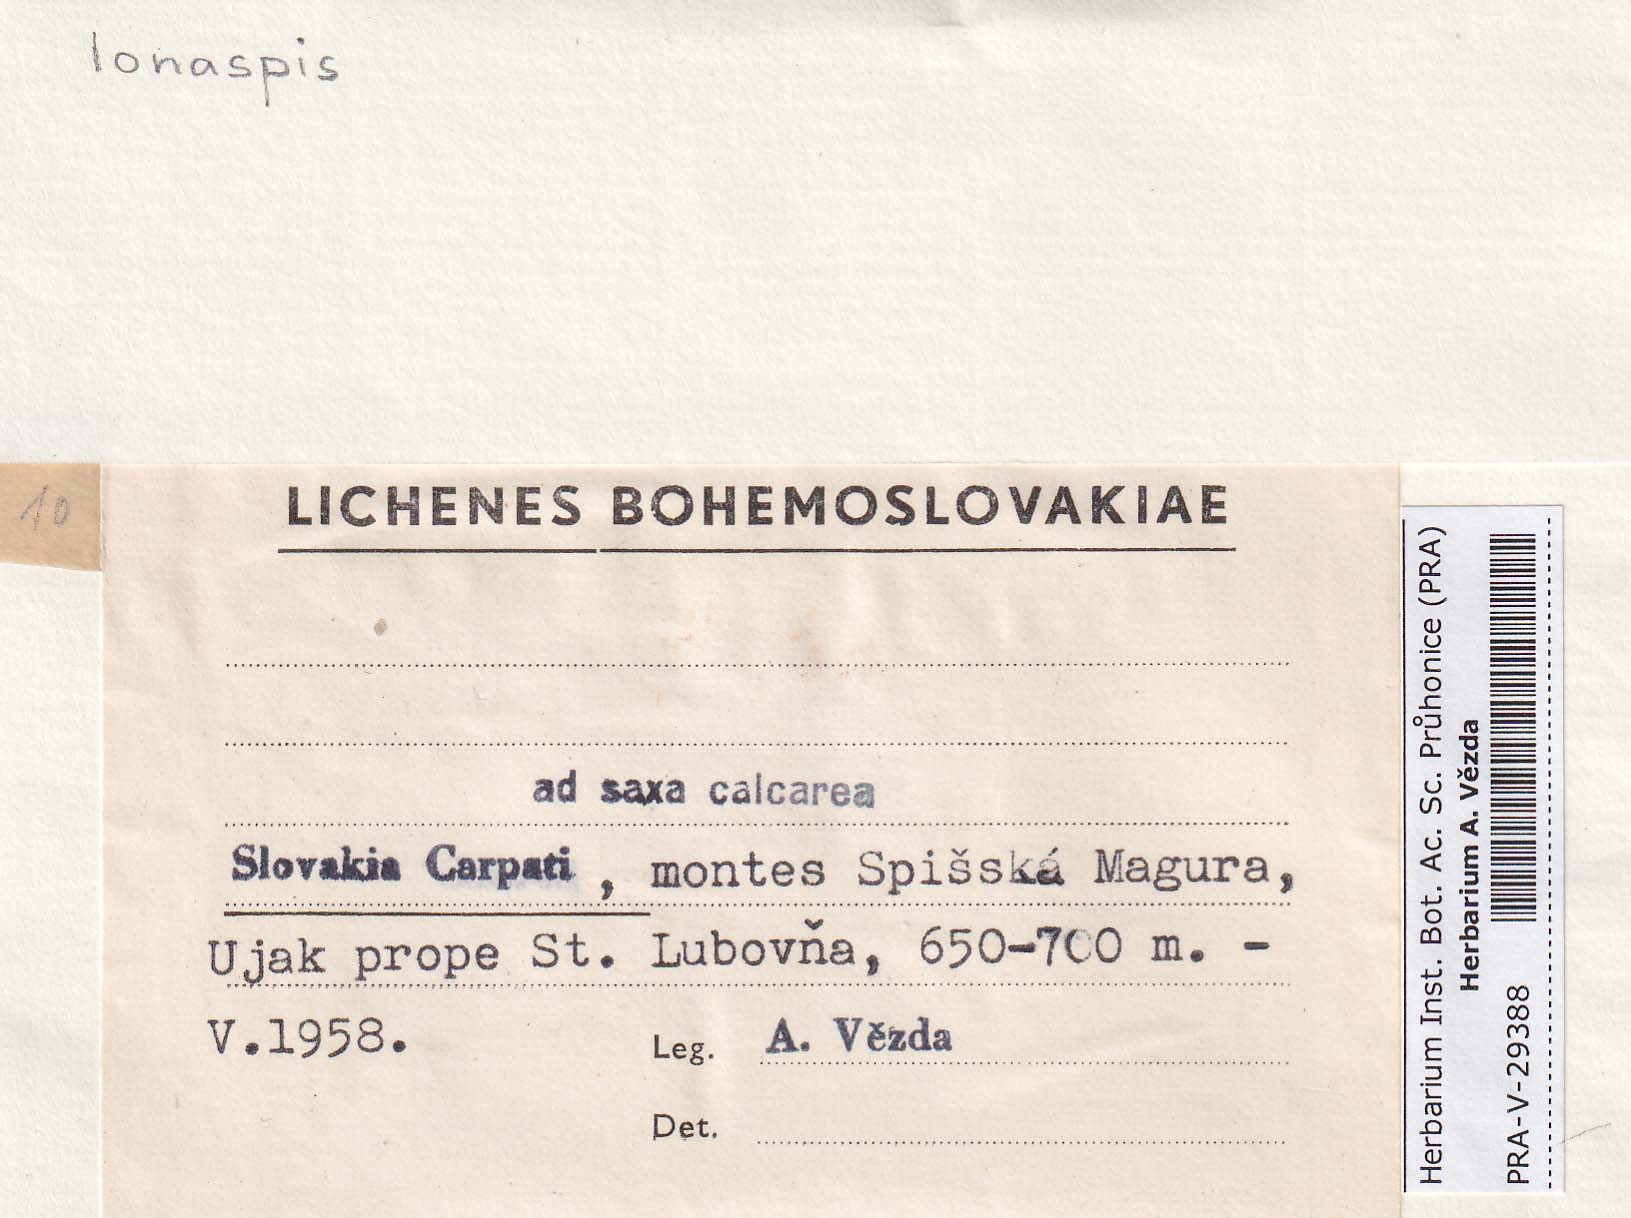 Ionaspis
10
LICHENES BOHEMOSLOVAKIAE
ad saxa calcarea
Slovakia Carpati, montes Spišská Magura,
Ujak prope St. Lubovňa, 650-700 m. -
V.1958.
Leg. A. Vězda
Det.
Herbarium Inst. Bot. Ac. Sc. Průhonice (PRA)
Herbarium A. Vězda
PRA-V-29388